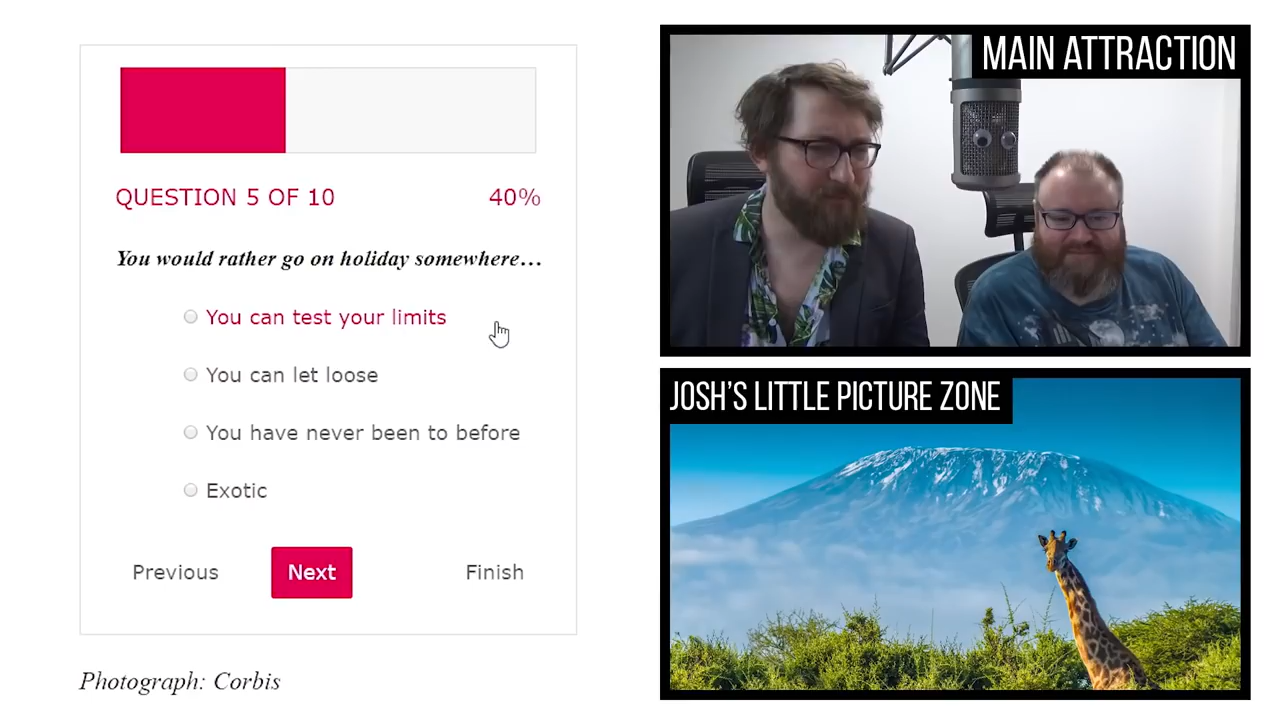 QUESTION 5 OF 10 40%
You would rather go on holiday somewhere…
You can test your limits
You can let loose
You have never been to before
Exotic
Previous Next Finish
Photograph: Corbis
MAIN ATTRACTION
JOSH'S LITTLE PICTURE ZONE